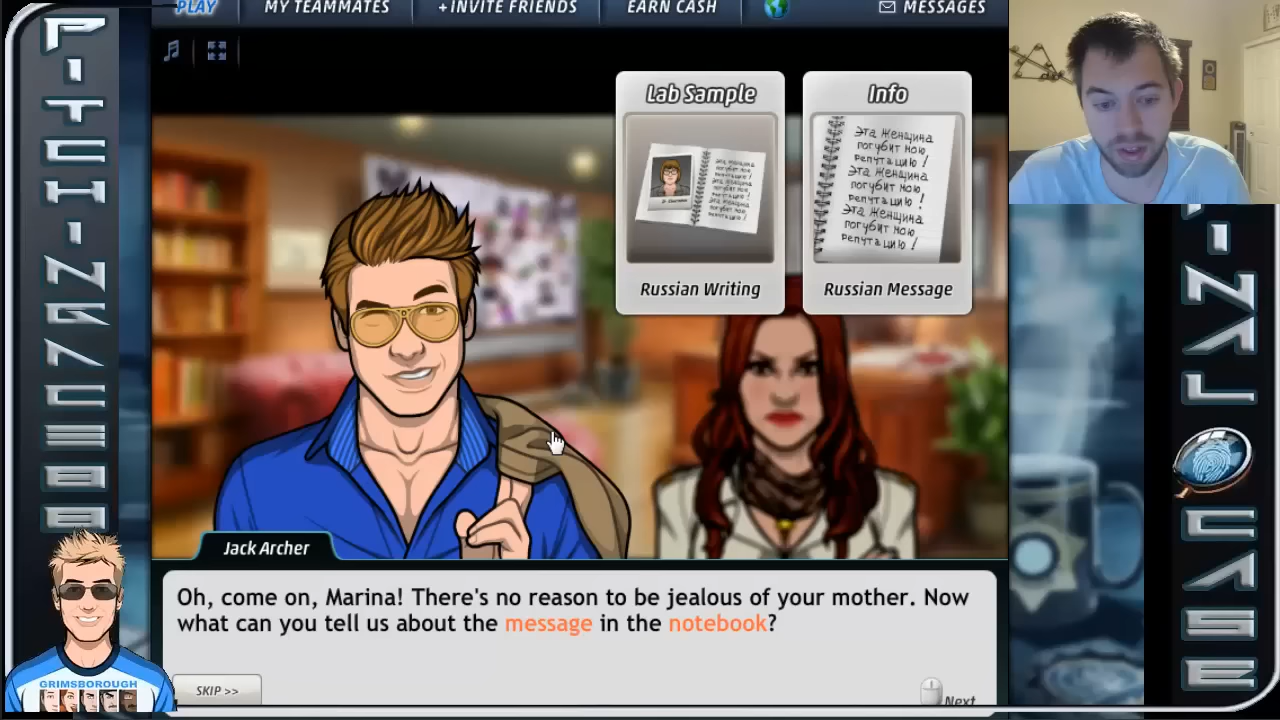 PLAY
MY TEAMMATES
+INVITE FRIENDS
EARN CASH
MESSAGES
Lab Sample
Russian Writing
Info
Эта женщина
погубит мою
репутацию!
Эта женщина
погубит мою
репутацию!
Эта женщина
погубит мою
репутацию!
Russian Message
Jack Archer
Oh, come on, Marina! There's no reason to be jealous of your mother. Now
what can you tell us about the message in the notebook?
SKIP >>
Next
GRIMSBOROUGH